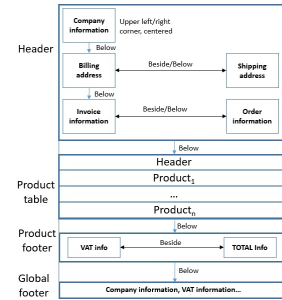 Company
information
Upper left/right
corner, centered
Header
Below
Billing
address
Beside/Below
Shipping
address
Below
Invoice
information
Beside/Below
Order
information
Below
Header
Product1
Product
table
...
Productn
Below
Product
footer
VAT info
Beside
TOTAL Info
Below
Global
footer
Company information, VAT information...